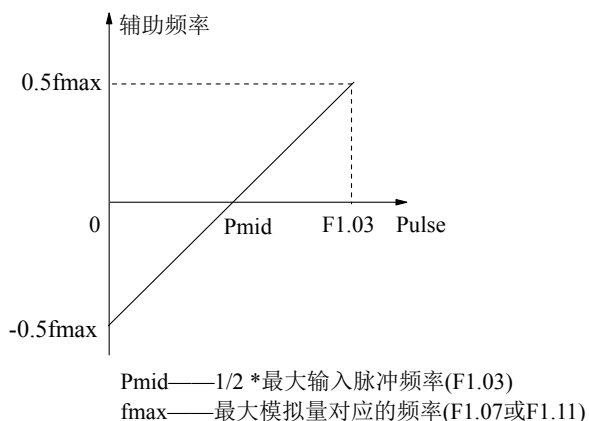 辅助频率
0.5fmax
0
Pmid
F1.03
Pulse
-0.5fmax
Pmid——1/2 *最大输入脉冲频率(F1.03)
fmax——最大模拟量对应的频率(F1.07或F1.11)